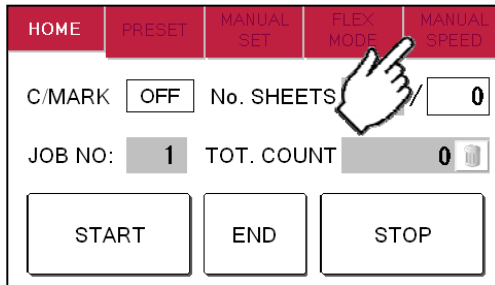 HOME PRESET MANUAL SET FLEX MODE MANUAL SPEED
C/MARK OFF No. SHEETS / 0
JOB NO: 1 TOT. COUNT 0
START END STOP